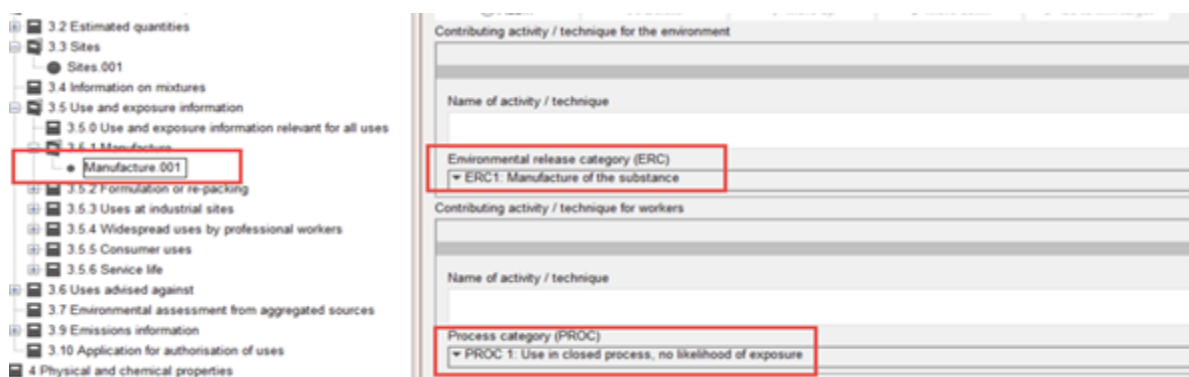 3.2 Estimated quantities
3.3 Sites
Sites.001
3.4 Information on mixtures
3.5 Use and exposure information
3.5.0 Use and exposure information relevant for all uses
3.5.1 Manufacture
Manufacture.001
3.5.2 Formulation or re-packing
3.5.3 Uses at industrial sites
3.5.4 Widespread uses by professional workers
3.5.5 Consumer uses
3.5.6 Service life
3.6 Uses advised against
3.7 Environmental assessment from aggregated sources
3.9 Emissions information
3.10 Application for authorisation of uses
4 Physical and chemical properties
Contributing activity / technique for the environment
Name of activity / technique
Environmental release category (ERC)
ERC1: Manufacture of the substance
Contributing activity / technique for workers
Name of activity / technique
Process category (PROC)
PROC 1: Use in closed process, no likelihood of exposure